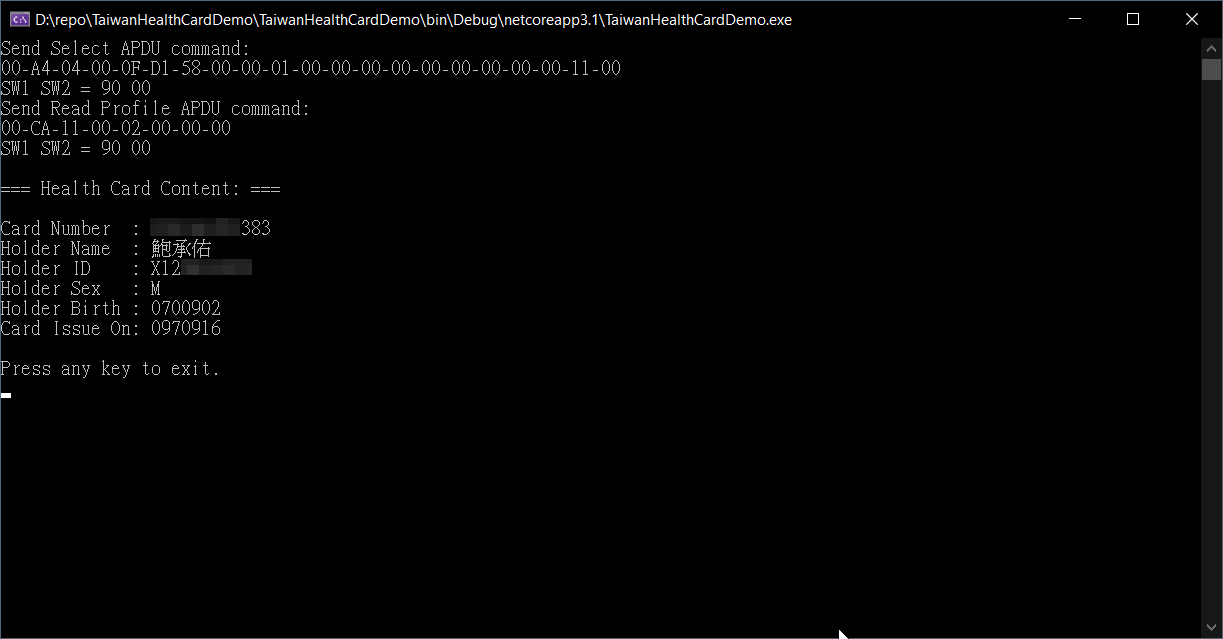 D:\repo\TaiwanHealthCardDemo\TaiwanHealthCardDemo\bin\Debug\netcoreapp3.1\TaiwanHealthCardDemo.exe
Send Select APDU command:
00-A4-04-00-0F-D1-58-00-00-01-00-00-00-00-00-00-00-00-00-11-00
SW1 SW2 = 90 00
Send Read Profile APDU command:
00-CA-11-00-02-00-00-00
SW1 SW2 = 90 00
=== Health Card Content: ===
Card Number : 383
Holder Name : 鮑承佑
Holder ID : X12
Holder Sex : M
Holder Birth : 0700902
Card Issue On: 0970916
Press any key to exit.